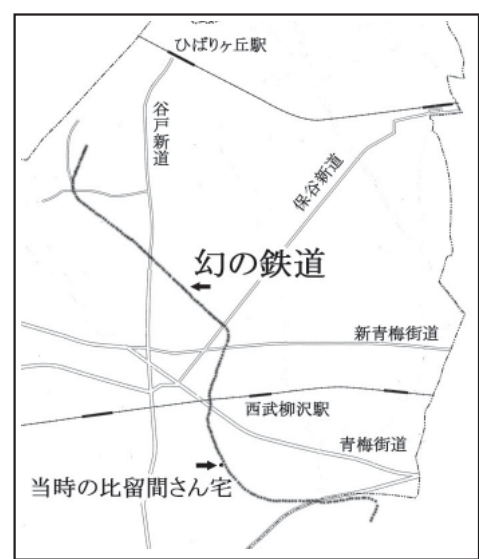 ひばりヶ丘駅
谷戸新道
保谷新道
幻の鉄道
新青梅街道
西武柳沢駅
青梅街道
当時の比留間さん宅